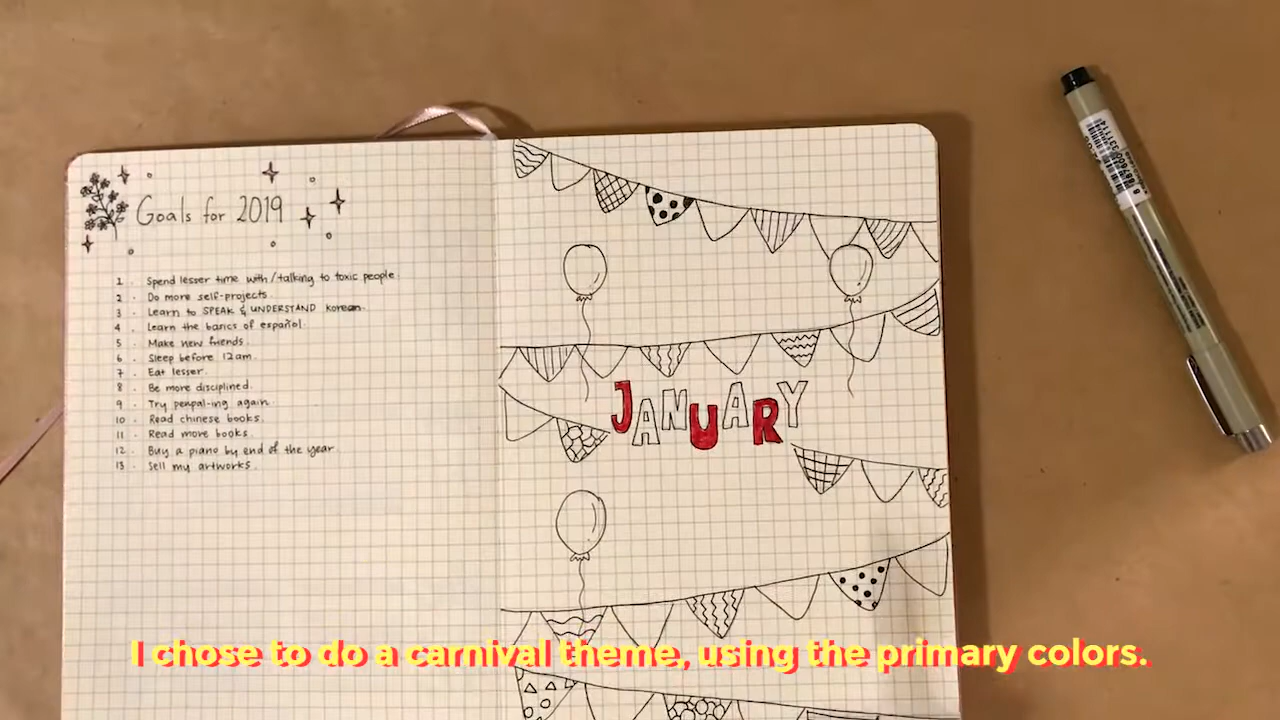 Goals for 2019
1. Spend lesser time with/talking to toxic people.
2. Do more self-projects.
3. Learn to SPEAK & UNDERSTAND korean.
4. Learn the basics of español.
5. Make new friends.
6. Sleep before 12am.
7. Eat lesser.
8. Be more disciplined.
9. Try penpal-ing again.
10. Read chinese books.
11. Read more books.
12. Buy a piano by end of the year.
13. Sell my artworks.
JANUARY
I chose to do a carnival theme, using the primary colors.